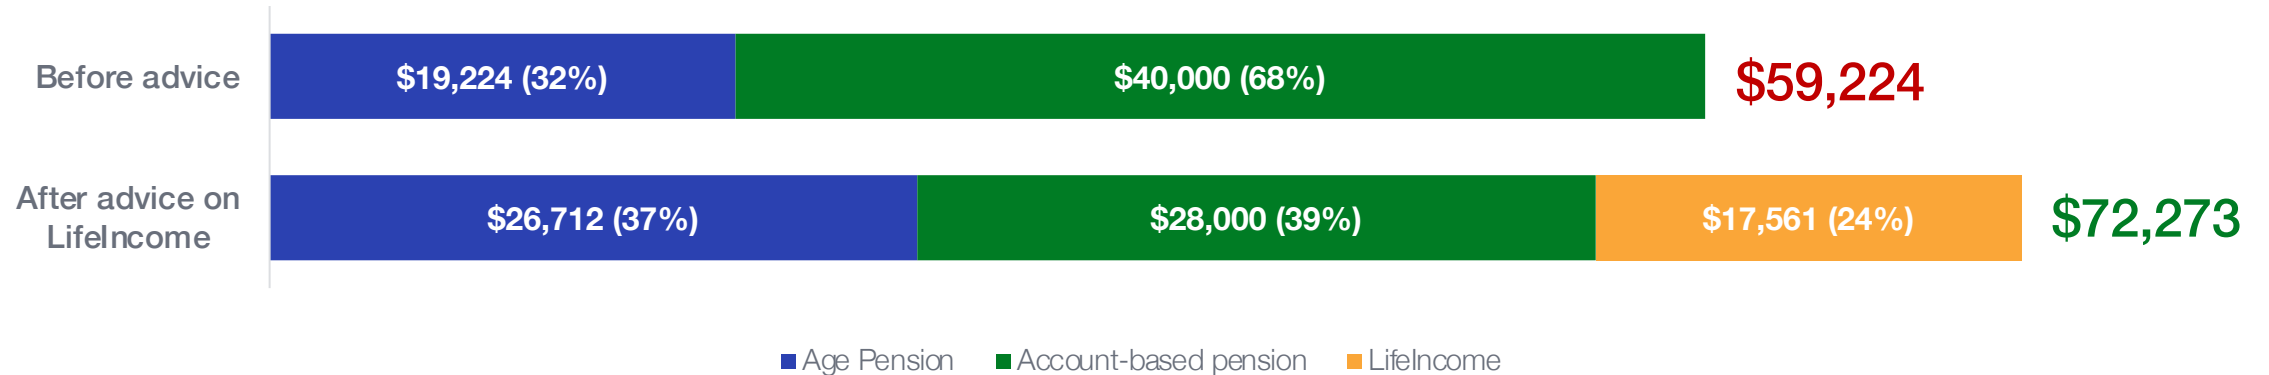 Before advice
$19,224 (32%)
$40,000 (68%)
$59,224
After advice on
LifeIncome
$26,712 (37%)
$28,000 (39%)
$17,561 (24%)
$72,273
Age Pension
Account-based pension
LifeIncome